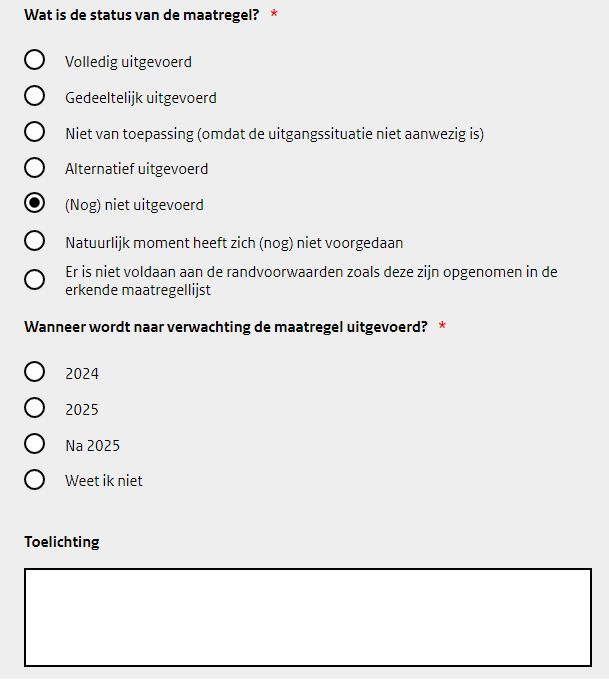 Wat is de status van de maatregel? *
Volledig uitgevoerd
Gedeeltelijk uitgevoerd
Niet van toepassing (omdat de uitgangssituatie niet aanwezig is)
Alternatief uitgevoerd
(Nog) niet uitgevoerd
Natuurlijk moment heeft zich (nog) niet voorgedaan
Er is niet voldaan aan de randvoorwaarden zoals deze zijn opgenomen in de
erkende maatregellijst
Wanneer wordt naar verwachting de maatregel uitgevoerd? *
2024
2025
Na 2025
Weet ik niet
Toelichting